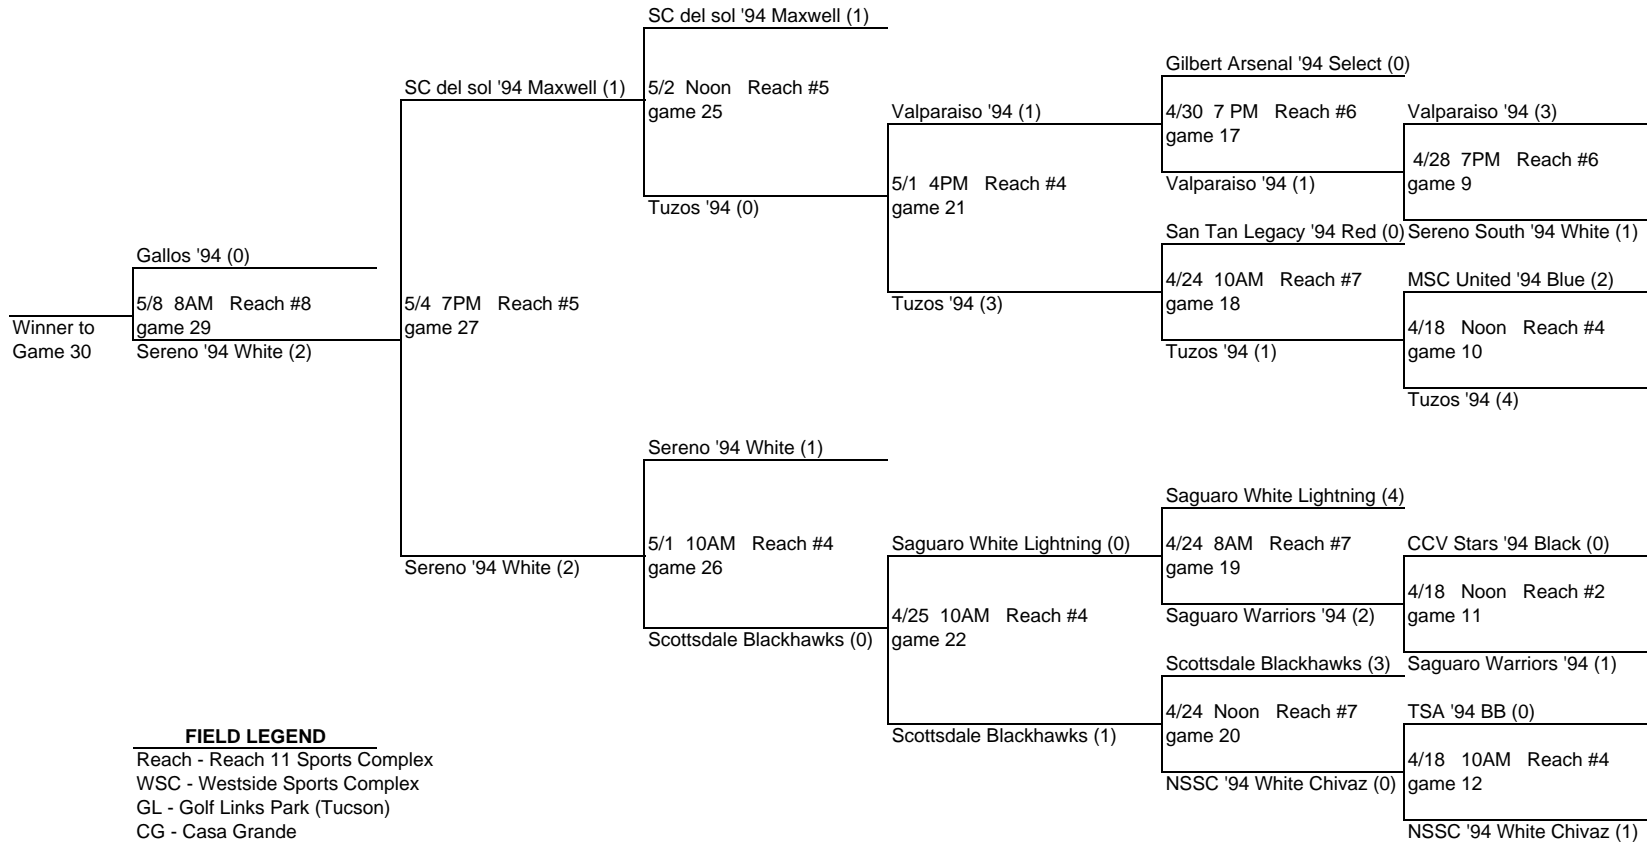 SC del sol '94 Maxwell (1)
Gilbert Arsenal '94 Select (0)
SC del sol '94 Maxwell (1)
5/2 Noon Reach #5
game 25
Valparaiso '94 (1)
4/30 7 PM Reach #6
game 17
Valparaiso '94 (3)
4/28 7PM Reach #6
game 9
Valparaiso '94 (1)
5/1 4PM Reach #4
game 21
Tuzos '94 (0)
Sereno South '94 White (1)
San Tan Legacy '94 Red (0)
Gallos '94 (0)
5/8 8AM Reach #8
game 29
5/4 7PM Reach #5
game 27
Tuzos '94 (3)
4/24 10AM Reach #7
game 18
MSC United '94 Blue (2)
4/18 Noon Reach #4
game 10
Winner to
Game 30
Sereno '94 White (2)
Tuzos '94 (1)
Tuzos '94 (4)
Sereno '94 White (1)
Saguaro White Lightning (4)
5/1 10AM Reach #4
game 26
Saguaro White Lightning (0)
4/24 8AM Reach #7
game 19
CCV Stars '94 Black (0)
Sereno '94 White (2)
4/18 Noon Reach #2
game 11
4/25 10AM Reach #4
game 22
Saguaro Warriors '94 (2)
Scottsdale Blackhawks (0)
Scottsdale Blackhawks (3)
Saguaro Warriors '94 (1)
4/24 Noon Reach #7
game 20
TSA '94 BB (0)
Scottsdale Blackhawks (1)
4/18 10AM Reach #4
game 12
NSSC '94 White Chivaz (0)
NSSC '94 White Chivaz (1)
FIELD LEGEND
Reach - Reach 11 Sports Complex
WSC - Westside Sports Complex
GL - Golf Links Park (Tucson)
CG - Casa Grande